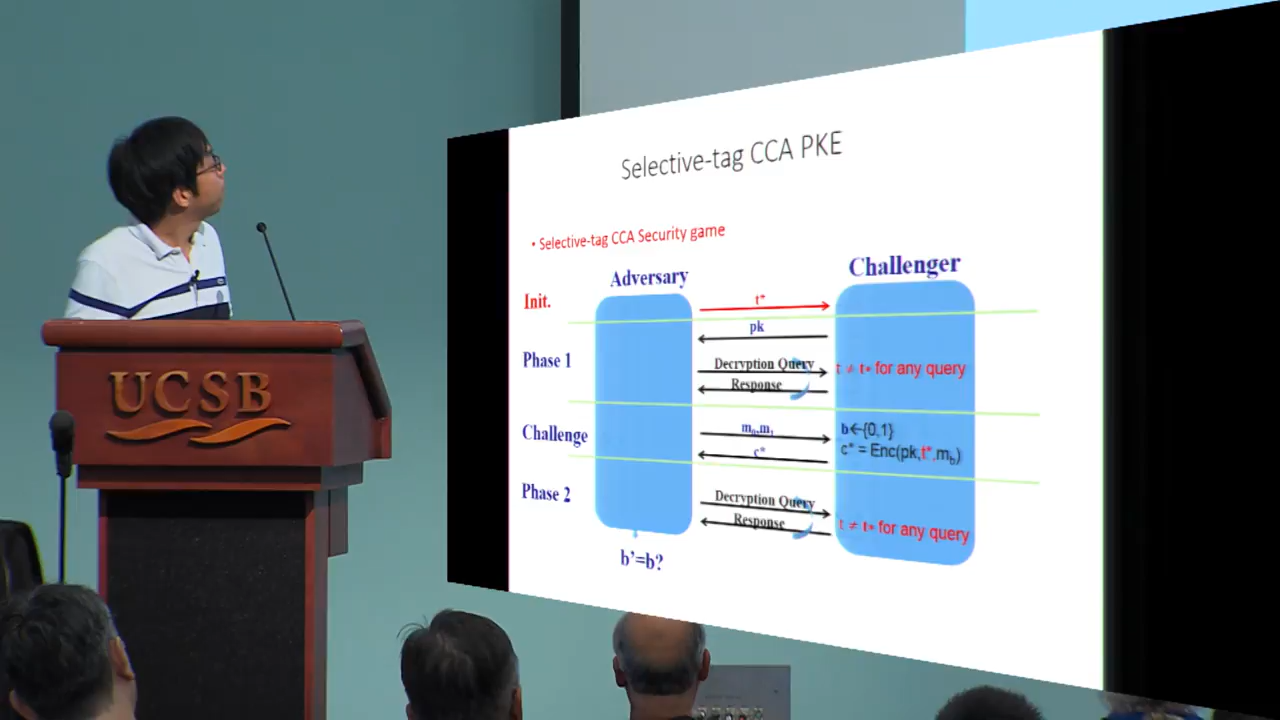 UCSB
Selective-tag CCA PKE
• Selective-tag CCA Security game
Adversary
Challenger
Init.
t*
pk
Phase 1
Decryption Query
Response
t ≠ t* for any query
Challenge
m0,m1
b←{0,1}
c*
c* = Enc(pk,t*,mb)
Phase 2
Decryption Query
Response
t ≠ t* for any query
b'=b?